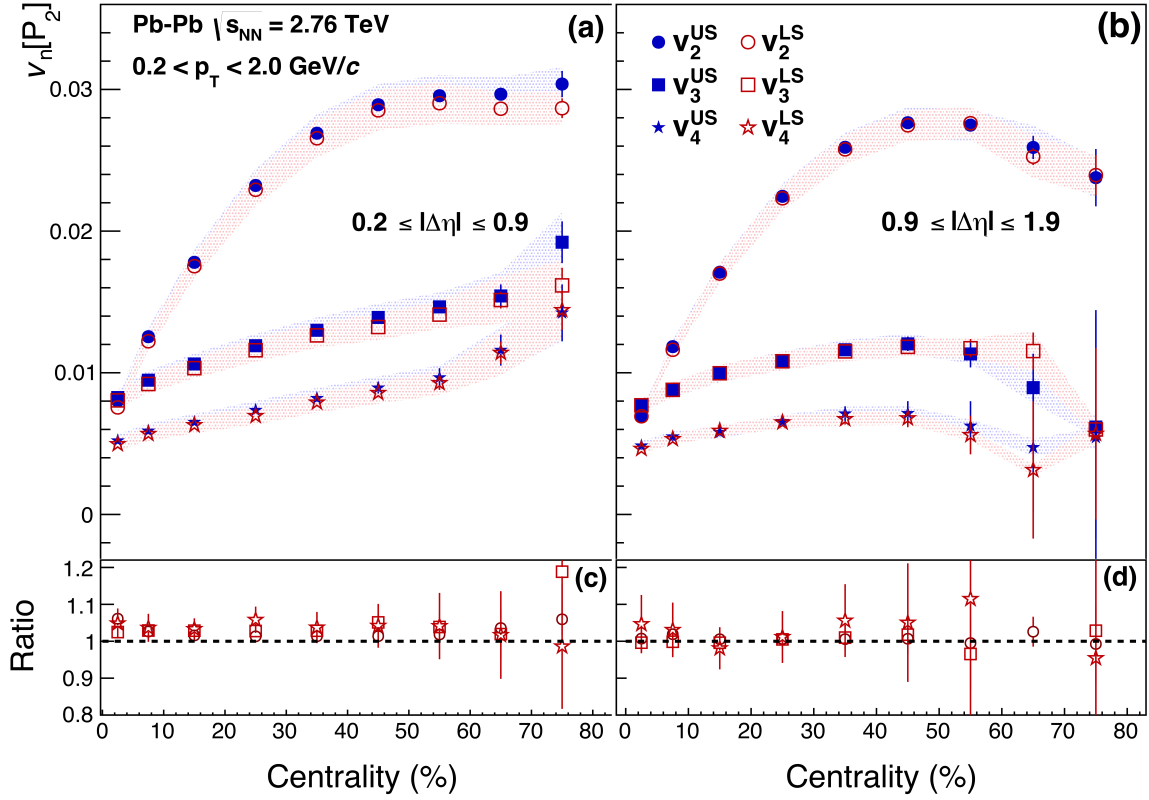 Pb-Pb √s_NN = 2.76 TeV
0.2 < p_T < 2.0 GeV/c
(a)
v_n[P_2]
0.03
0.02
0.01
0
0.2 ≤ |Δη| ≤ 0.9
(b)
v_2^US v_2^LS
v_3^US v_3^LS
v_4^US v_4^LS
0.9 ≤ |Δη| ≤ 1.9
(c)
Ratio
1.2
1.1
1
0.9
0.8
(d)
0 10 20 30 40 50 60 70 80
0 10 20 30 40 50 60 70 80
Centrality (%)
Centrality (%)